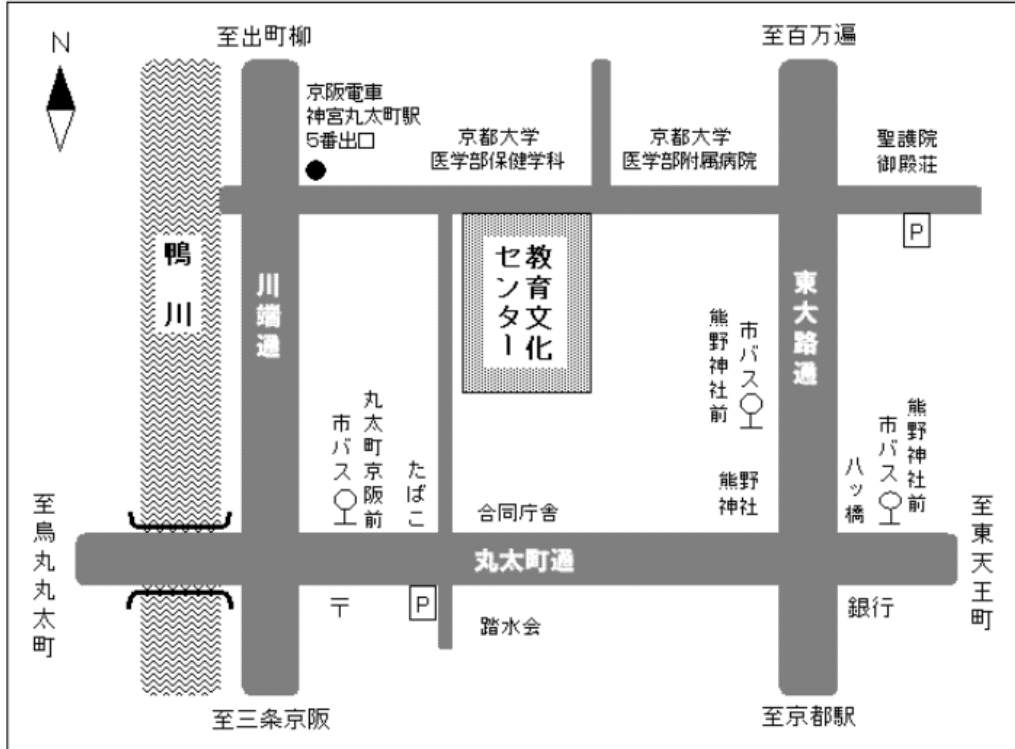 N
至出町柳
至百万遍
京阪電車
神宮丸太町駅
5番出口
京都大学
医学部保健学科
京都大学
医学部附属病院
聖護院
御殿荘
P
鴨川
川端通
教育文化
センター
東大路通
市バス
熊野神社前
丸太町京阪前
市バス
たばこ
熊野
神社
熊野神社前
市バス
八ッ橋
合同庁舎
至烏丸丸太町
丸太町通
至東天王町
〒
P
踏水会
銀行
至三条京阪
至京都駅